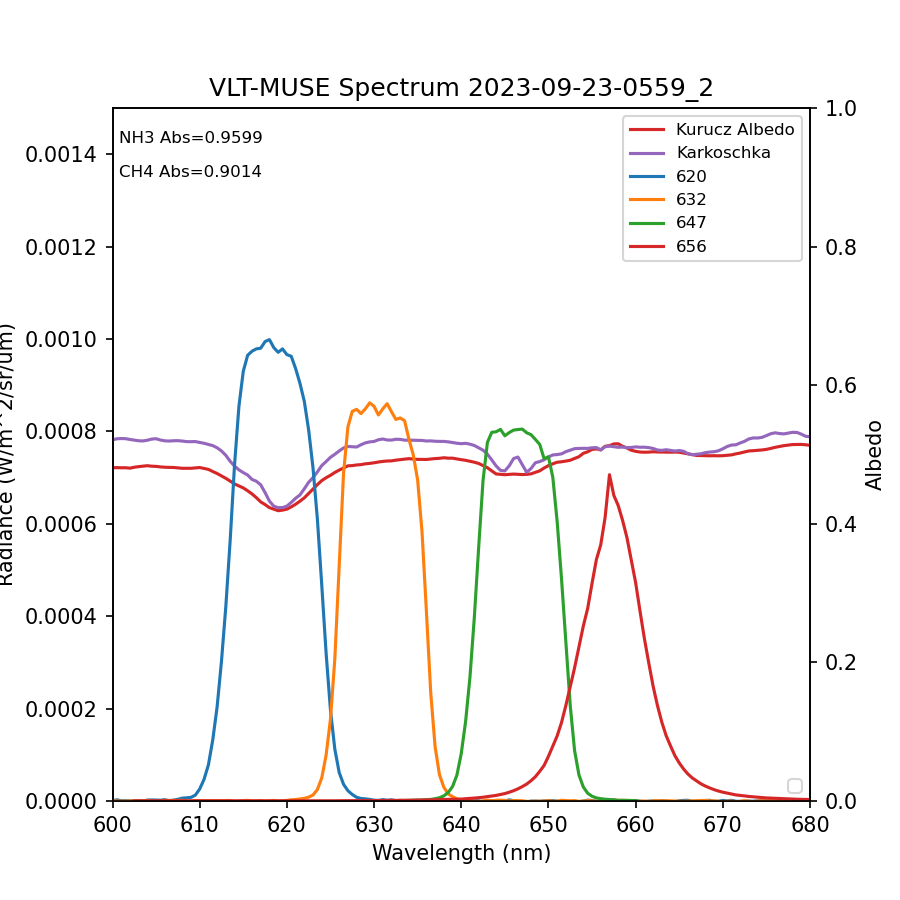 VLT-MUSE Spectrum 2023-09-23-0559_2
NH3 Abs=0.9599
CH4 Abs=0.9014
Kurucz Albedo
Karkoschka
620
632
647
656
0.0014
0.0012
0.0010
0.0008
0.0006
0.0004
0.0002
0.0000
Radiance (W/m^2/sr/um)
1.0
0.8
0.6
0.4
0.2
0.0
Albedo
600 610 620 630 640 650 660 670 680
Wavelength (nm)